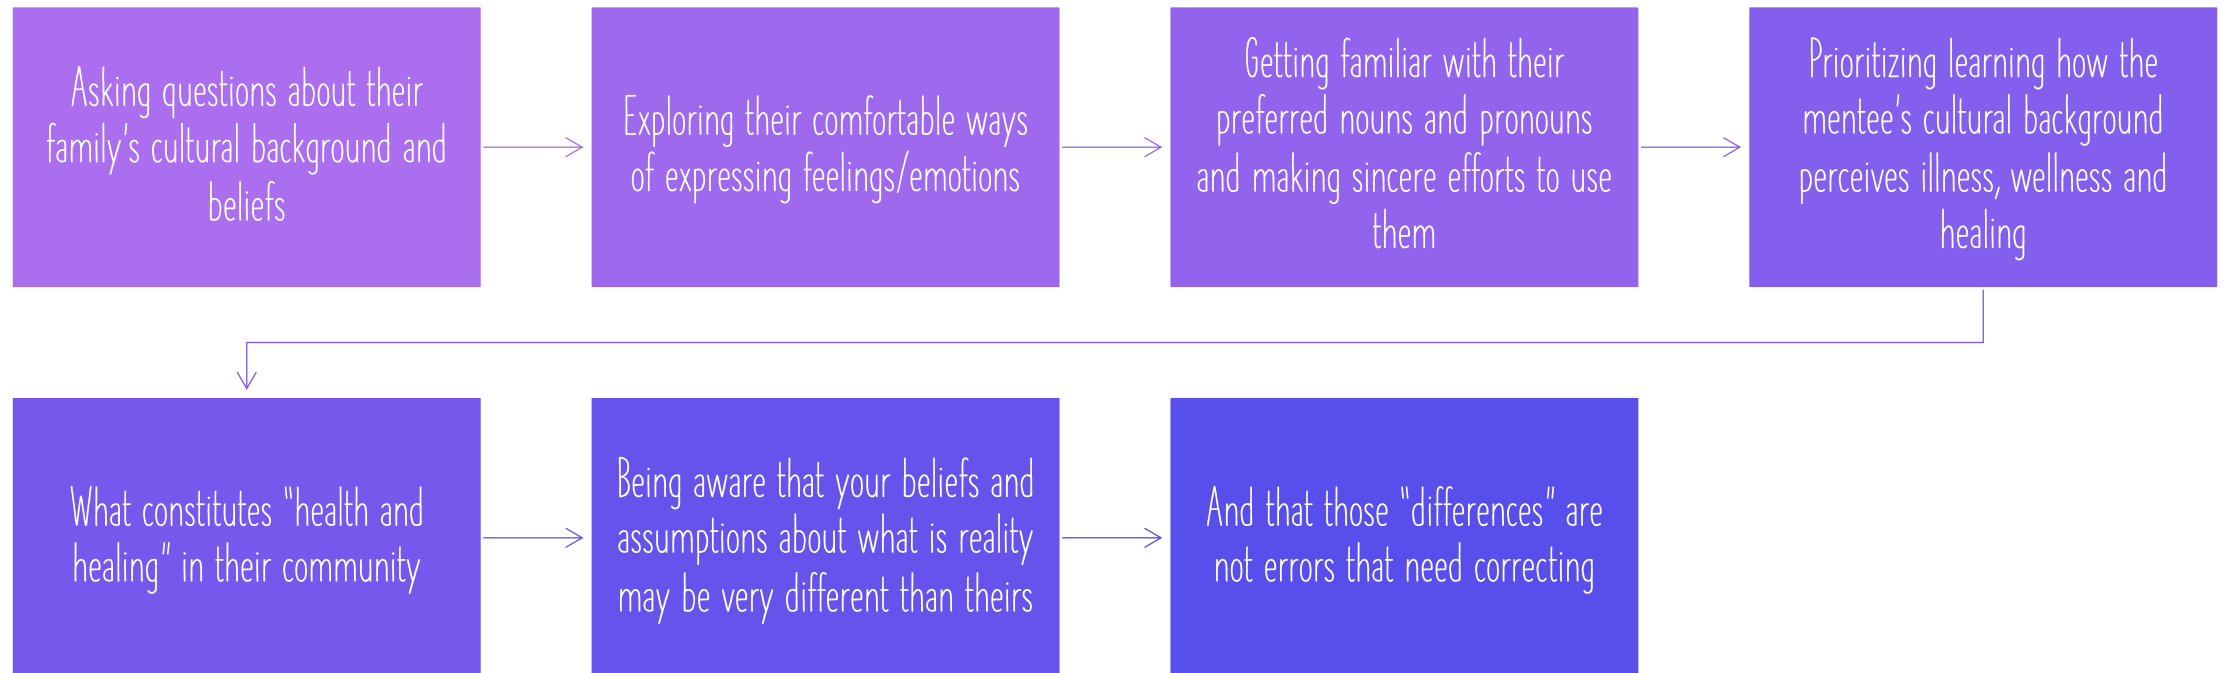 Asking questions about their
family's cultural background and
beliefs
Exploring their comfortable ways
of expressing feelings/emotions
Getting familiar with their
preferred nouns and pronouns
and making sincere efforts to use
them
Prioritizing learning how the
mentee's cultural background
perceives illness, wellness and
healing
What constitutes "health and
healing" in their community
Being aware that your beliefs and
assumptions about what is reality
may be very different than theirs
And that those "differences" are
not errors that need correcting